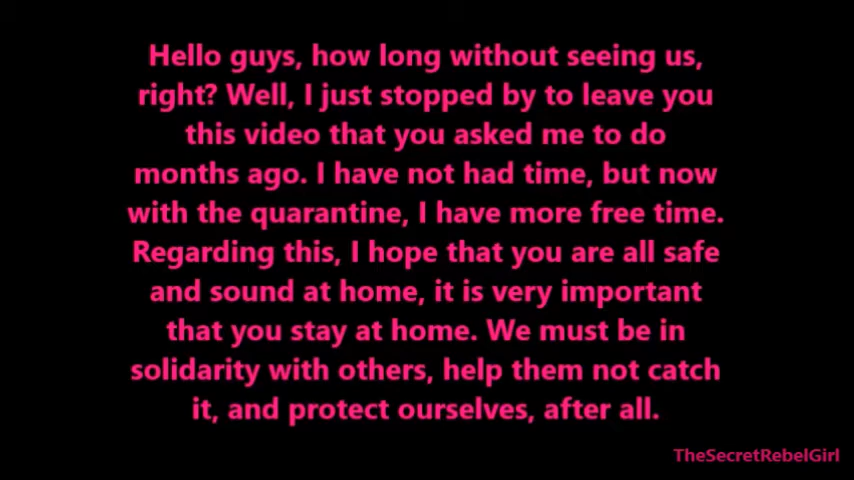 Hello guys, how long without seeing us,
right? Well, I just stopped by to leave you
this video that you asked me to do
months ago. I have not had time, but now
with the quarantine, I have more free time.
Regarding this, I hope that you are all safe
and sound at home, it is very important
that you stay at home. We must be in
solidarity with others, help them not catch
it, and protect ourselves, after all.
TheSecretRebelGirl